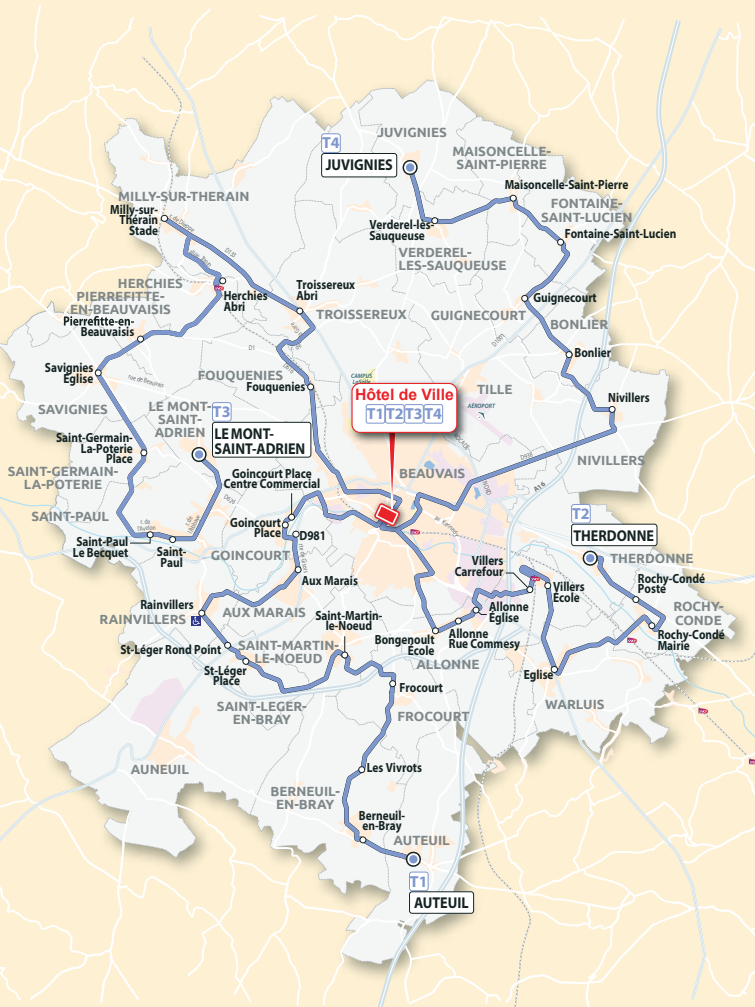 T4
JUVIGNIES
JUVIGNIES
MAISONCELLE-
SAINT-PIERRE
Maisoncelle-Saint-Pierre
MILLY-SUR-THERAIN
Milly-sur-
Thérain
Stade
FONTAINE-
SAINT-LUCIEN
Fontaine-Saint-Lucien
Verderel-lès-
Sauqueuse
VERDEREL-
LES-SAUQUEUSE
HERCHIES
Herchies
Abri
PIERREFITTE-
EN-BEAUVAISIS
Pierrefitte-en-
Beauvaisis
Troissereux
Abri
TROISSEREUX
Guignecourt
GUIGNECOURT
BONLIER
Bonlier
D1
Savignies
Église
SAVIGNIES
FOUQUENIES
Fouquenies
CAMPUS
Hôtel de Ville
T1 T2 T3 T4
TILLE
AÉROPORT
Nivillers
NIVILLERS
LE MONT-
SAINT-
ADRIEN
T3
LE MONT-
SAINT-ADRIEN
Saint-Germain-
La-Poterie
Place
SAINT-GERMAIN-
LA-POTERIE
Goincourt Place
Centre Commercial
BEAUVAIS
A16
SAINT-PAUL
Saint-Paul
Le Becquet
Saint-
Paul
Goincourt
Place
D981
GOINCOURT
T2
THERDONNE
THERDONNE
Aux Marais
AUX MARAIS
Villers
Carrefour
Villers
Ecole
Rochy-Condé
Poste
ROCHY-
CONDE
Rochy-Condé
Mairie
Rainvillers
RAINVILLERS
Saint-Martin-
le-Noeud
SAINT-MARTIN-
LE-NOEUD
Allonne
Église
Allonne
Rue Commesy
Bongenoult
École
ALLONNE
St-Léger Rond Point
St-Léger
Place
SAINT-LEGER-
EN-BRAY
Eglise
WARLUIS
Frocourt
FROCOURT
AUNEUIL
Les Vivrots
BERNEUIL-
EN-BRAY
Berneuil-
en-Bray
AUTEUIL
T1
AUTEUIL